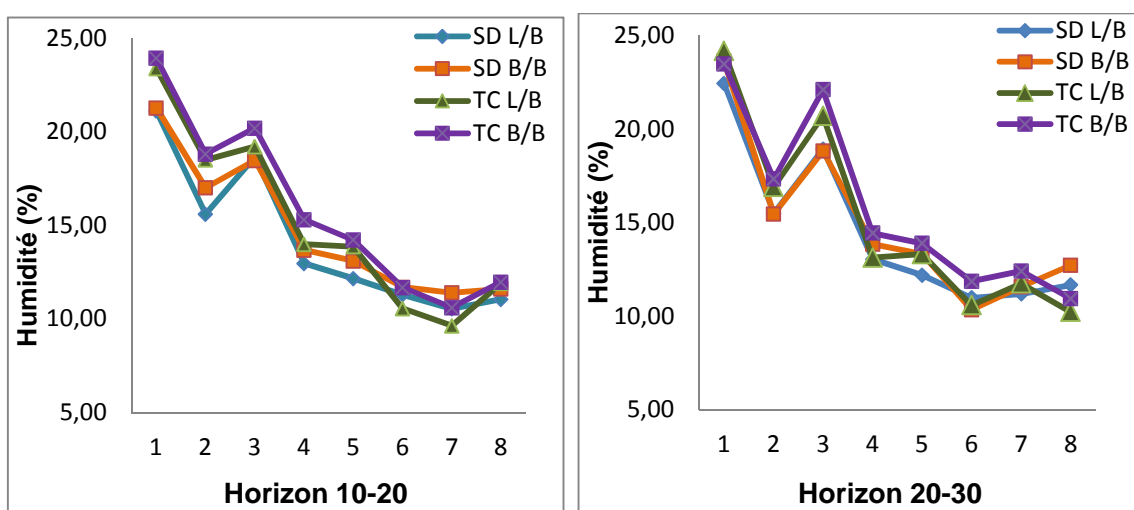 25,00
20,00
15,00
10,00
5,00
Humidité (%)
1 2 3 4 5 6 7 8
Horizon 10-20
SD L/B
SD B/B
TC L/B
TC B/B
25,00
20,00
15,00
10,00
5,00
Humidité (%)
1 2 3 4 5 6 7 8
Horizon 20-30
SD L/B
SD B/B
TC L/B
TC B/B